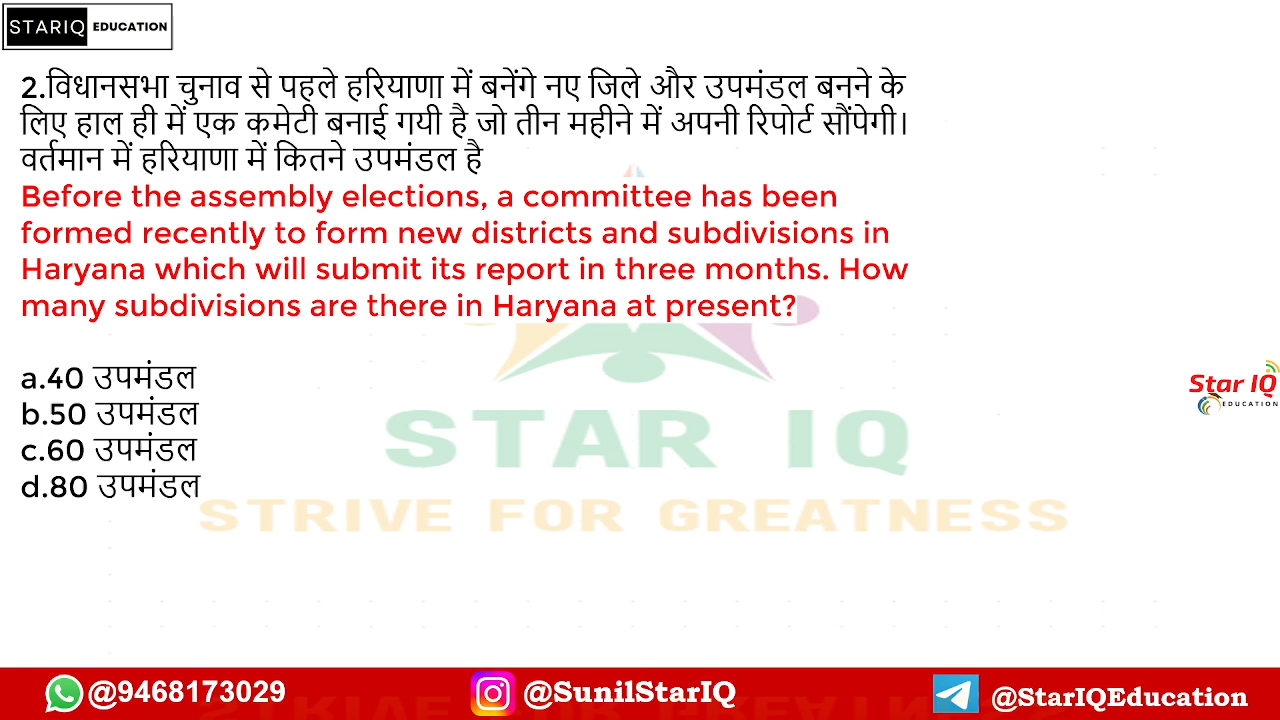 STARIQ EDUCATION
2.विधानसभा चुनाव से पहले हरियाणा में बनेंगे नए जिले और उपमंडल बनने के
लिए हाल ही में एक कमेटी बनाई गयी है जो तीन महीने में अपनी रिपोर्ट सौंपेगी।
वर्तमान में हरियाणा में कितने उपमंडल है
Before the assembly elections, a committee has been
formed recently to form new districts and subdivisions in
Haryana which will submit its report in three months. How
many subdivisions are there in Haryana at present?
a.40 उपमंडल
b.50 उपमंडल
c.60 उपमंडल
d.80 उपमंडल
Star IQ
EDUCATION
STAR IQ
STRIVE FOR GREATNESS
@9468173029 @SunilStarIQ @StarIQEducation